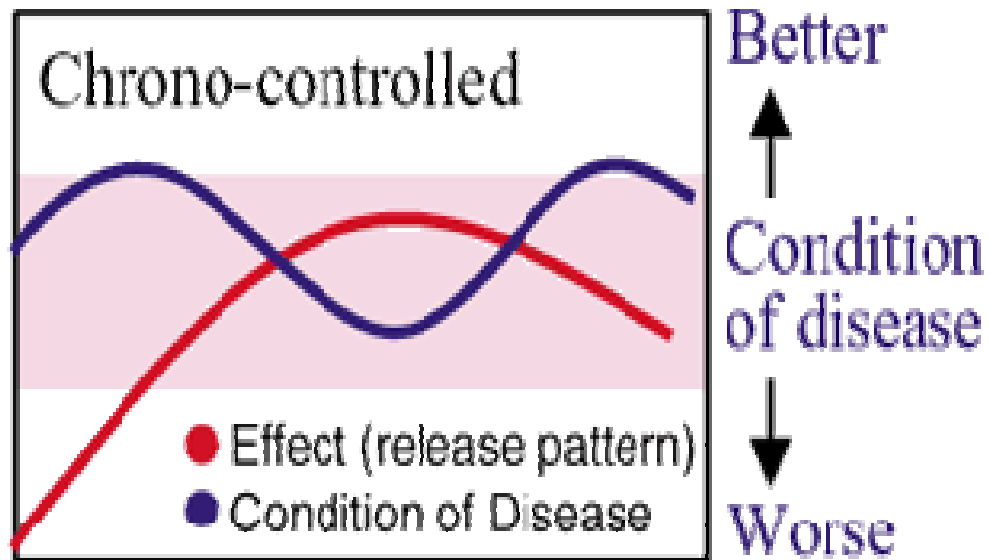 Chrono-controlled
Better
Condition
of disease
Effect (release pattern)
Condition of Disease
Worse